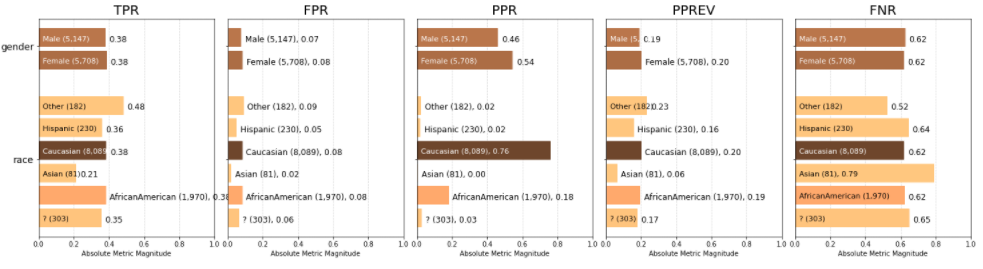 TPR
FPR
PPR
PPREV
FNR
gender
race
Male (5,147) 0.38
Female (5,708) 0.38
Other (182) 0.48
Hispanic (230) 0.36
Caucasian (8,089) 0.38
Asian (81) 0.21
AfricanAmerican (1,970), 0.38
? (303) 0.35
0.0 0.2 0.4 0.6 0.8 1.0
Absolute Metric Magnitude
Male (5,147), 0.07
Female (5,708), 0.08
Other (182), 0.09
Hispanic (230), 0.05
Caucasian (8,089), 0.08
Asian (81), 0.02
AfricanAmerican (1,970), 0.08
? (303), 0.06
0.0 0.2 0.4 0.6 0.8 1.0
Absolute Metric Magnitude
Male (5,147) 0.46
Female (5,708) 0.54
Other (182), 0.02
Hispanic (230), 0.02
Caucasian (8,089), 0.76
Asian (81), 0.00
AfricanAmerican (1,970), 0.18
? (303), 0.03
0.0 0.2 0.4 0.6 0.8 1.0
Absolute Metric Magnitude
Male (5, 0.19
Female (5,708), 0.20
Other (182) 0.23
Hispanic (230), 0.16
Caucasian (8,089), 0.20
Asian (81), 0.06
AfricanAmerican (1,970), 0.19
? (303) 0.17
0.0 0.2 0.4 0.6 0.8 1.0
Absolute Metric Magnitude
Male (5,147) 0.62
Female (5,708) 0.62
Other (182) 0.52
Hispanic (230) 0.64
Caucasian (8,089) 0.62
Asian (81), 0.79
AfricanAmerican (1,970) 0.62
? (303) 0.65
0.0 0.2 0.4 0.6 0.8 1.0
Absolute Metric Magnitude